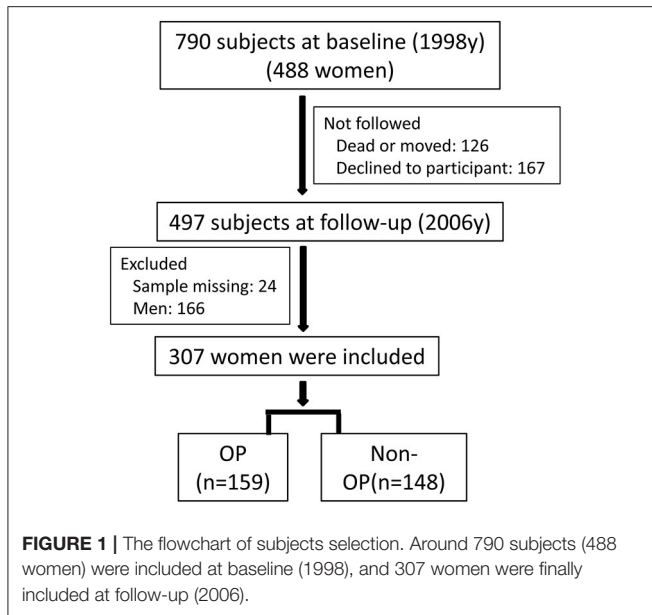 790 subjects at baseline (1998y)
(488 women)
Not followed
Dead or moved: 126
Declined to participant: 167
497 subjects at follow-up (2006y)
Excluded
Sample missing: 24
Men: 166
307 women were included
OP
(n=159)
Non-
OP(n=148)
FIGURE 1 | The flowchart of subjects selection. Around 790 subjects (488
women) were included at baseline (1998), and 307 women were finally
included at follow-up (2006).